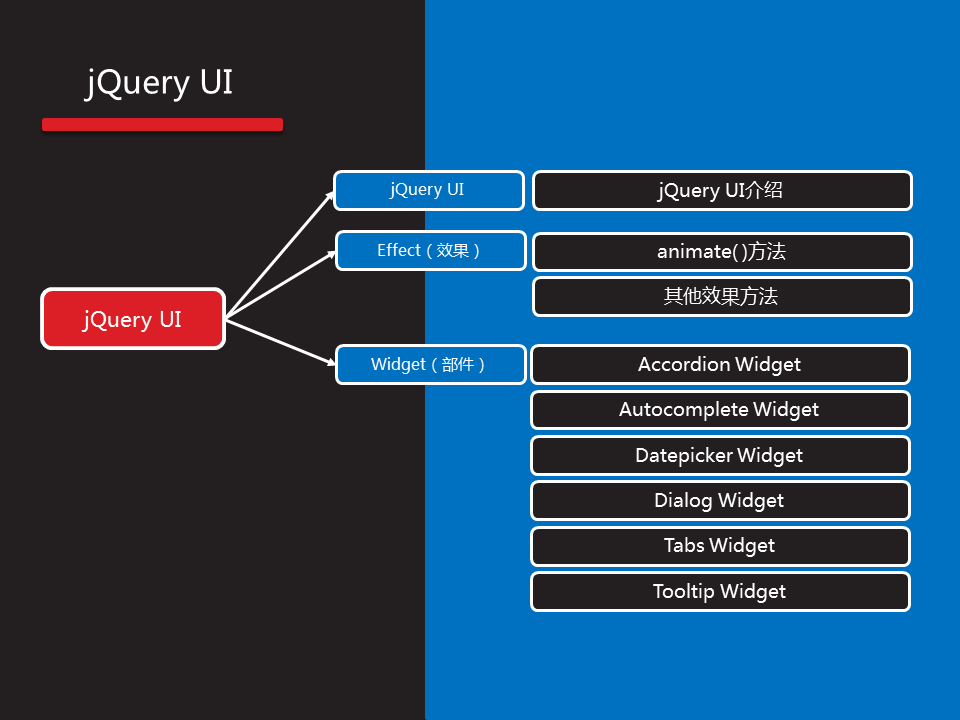 jQuery UI
jQuery UI
jQuery UI
jQuery UI介绍
Effect（效果）
animate( )方法
其他效果方法
Widget（部件）
Accordion Widget
Autocomplete Widget
Datepicker Widget
Dialog Widget
Tabs Widget
Tooltip Widget